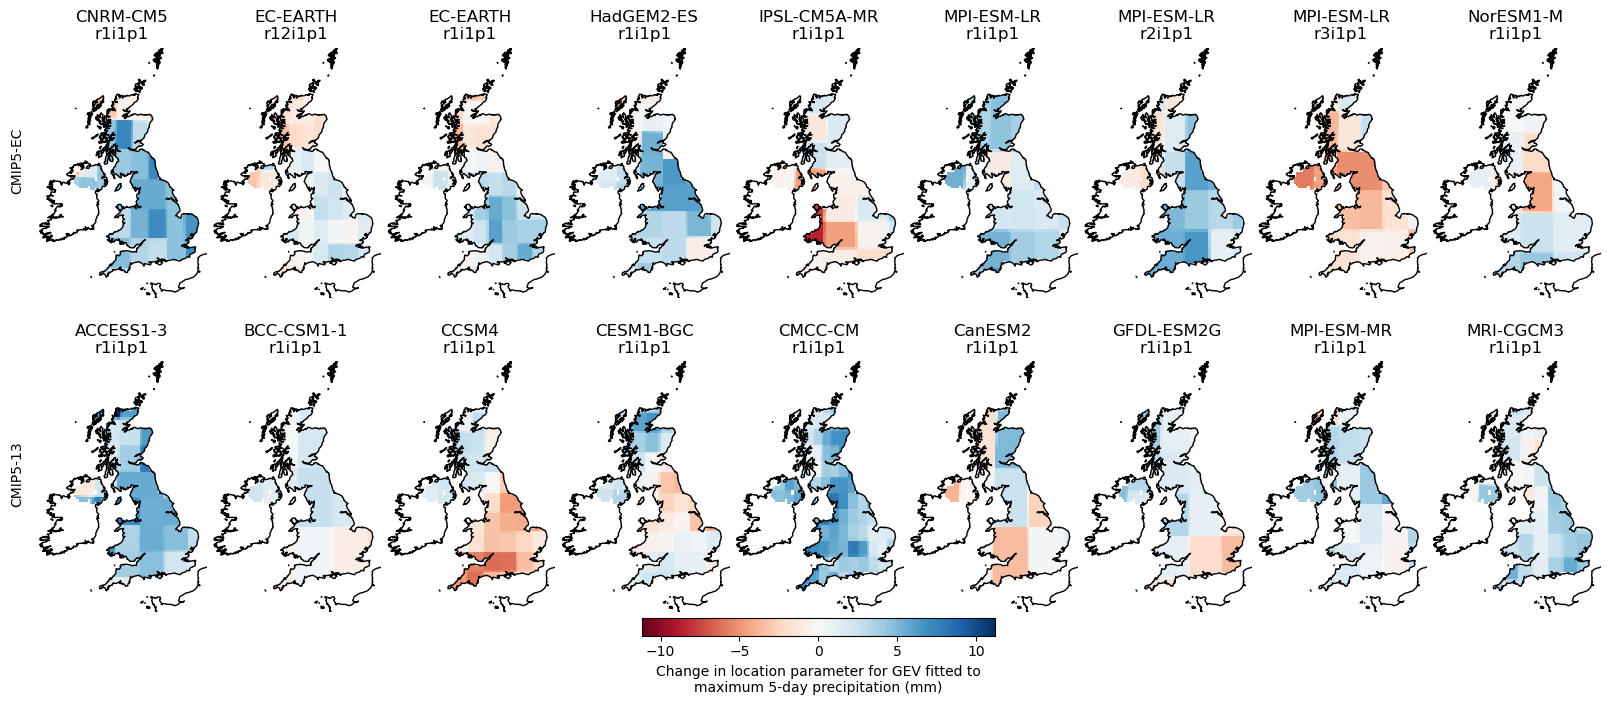 CNRM-CM5 EC-EARTH EC-EARTH HadGEM2-ES IPSL-CM5A-MR MPI-ESM-LR MPI-ESM-LR MPI-ESM-LR NorESM1-M
r1i1p1 r12i1p1 r1i1p1 r1i1p1 r1i1p1 r1i1p1 r2i1p1 r3i1p1 r1i1p1
CMIP5-EC
ACCESS1-3 BCC-CSM1-1 CCSM4 CESM1-BGC CMCC-CM CanESM2 GFDL-ESM2G MPI-ESM-MR MRI-CGCM3
r1i1p1 r1i1p1 r1i1p1 r1i1p1 r1i1p1 r1i1p1 r1i1p1 r1i1p1 r1i1p1
CMIP5-13
−10 −5 0 5 10
Change in location parameter for GEV fitted to
maximum 5-day precipitation (mm)